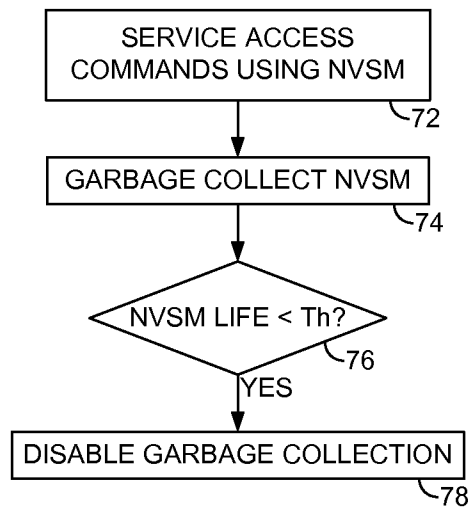 SERVICE ACCESS
COMMANDS USING NVSM
72
GARBAGE COLLECT NVSM
74
NVSM LIFE < Th?
76
YES
DISABLE GARBAGE COLLECTION
78